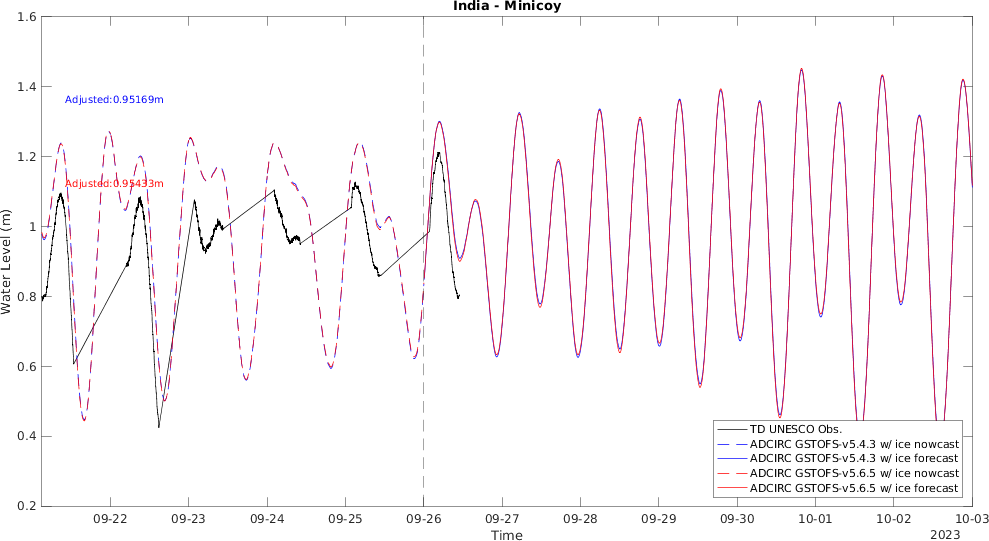 India - Minicoy
1.6
1.4
1.2
1
0.8
0.6
0.4
0.2
Water Level (m)
Adjusted:0.95169m
Adjusted:0.95433m
TD UNESCO Obs.
ADCIRC GSTOFS-v5.4.3 w/ ice nowcast
ADCIRC GSTOFS-v5.4.3 w/ ice forecast
ADCIRC GSTOFS-v5.6.5 w/ ice nowcast
ADCIRC GSTOFS-v5.6.5 w/ ice forecast
09-22 09-23 09-24 09-25 09-26 09-27 09-28 09-29 09-30 10-01 10-02 10-03
Time
2023